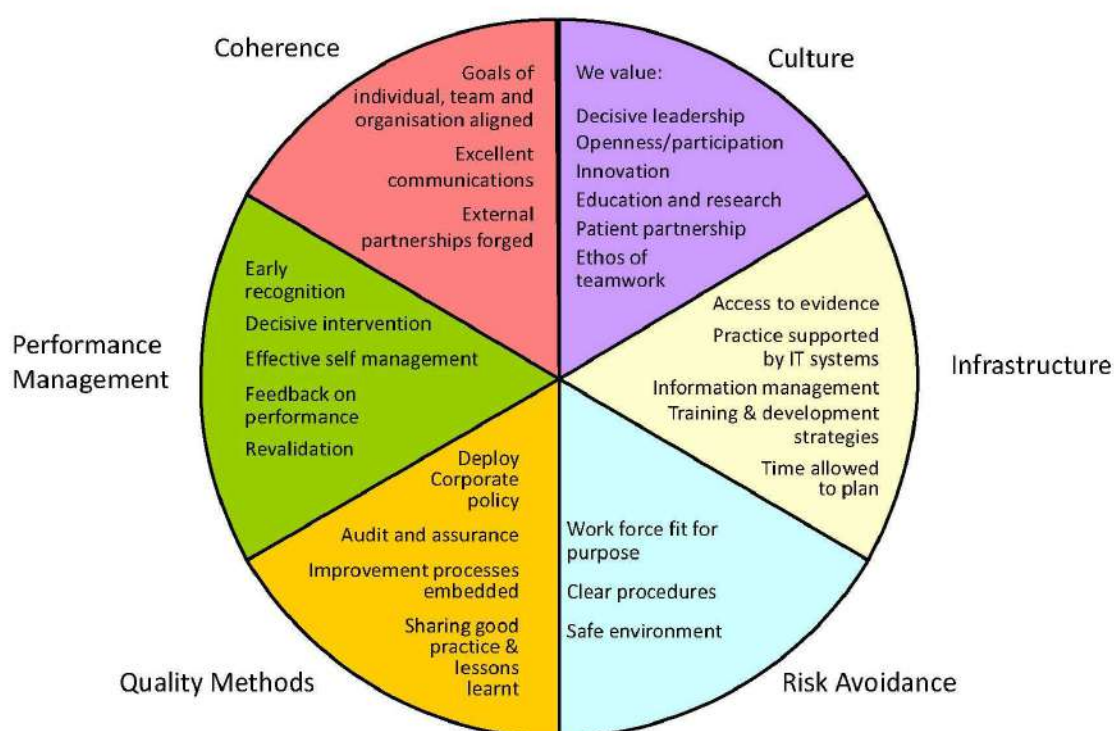 Coherence
Goals of
individual, team and
organisation aligned
Excellent
communications
External
partnerships forged
Culture
We value:
Decisive leadership
Openness/participation
Innovation
Education and research
Patient partnership
Ethos of
teamwork
Infrastructure
Access to evidence
Practice supported
by IT systems
Information management
Training & development
strategies
Time allowed
to plan
Risk Avoidance
Work force fit for
purpose
Clear procedures
Safe environment
Quality Methods
Deploy
Corporate
policy
Audit and assurance
Improvement processes
embedded
Sharing good
practice &
lessons
learnt
Performance
Management
Early
recognition
Decisive intervention
Effective self management
Feedback on
performance
Revalidation